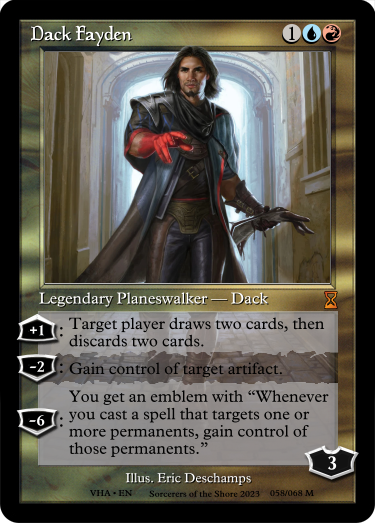 Dack Fayden 1
Legendary Planeswalker — Dack
+1: Target player draws two cards, then
discards two cards.
-2: Gain control of target artifact.
You get an emblem with “Whenever
-6: you cast a spell that targets one or
more permanents, gain control of
those permanents.”
3
Illus. Eric Deschamps
VHA • EN Sorcerers of the Shore 2023 058/068 M